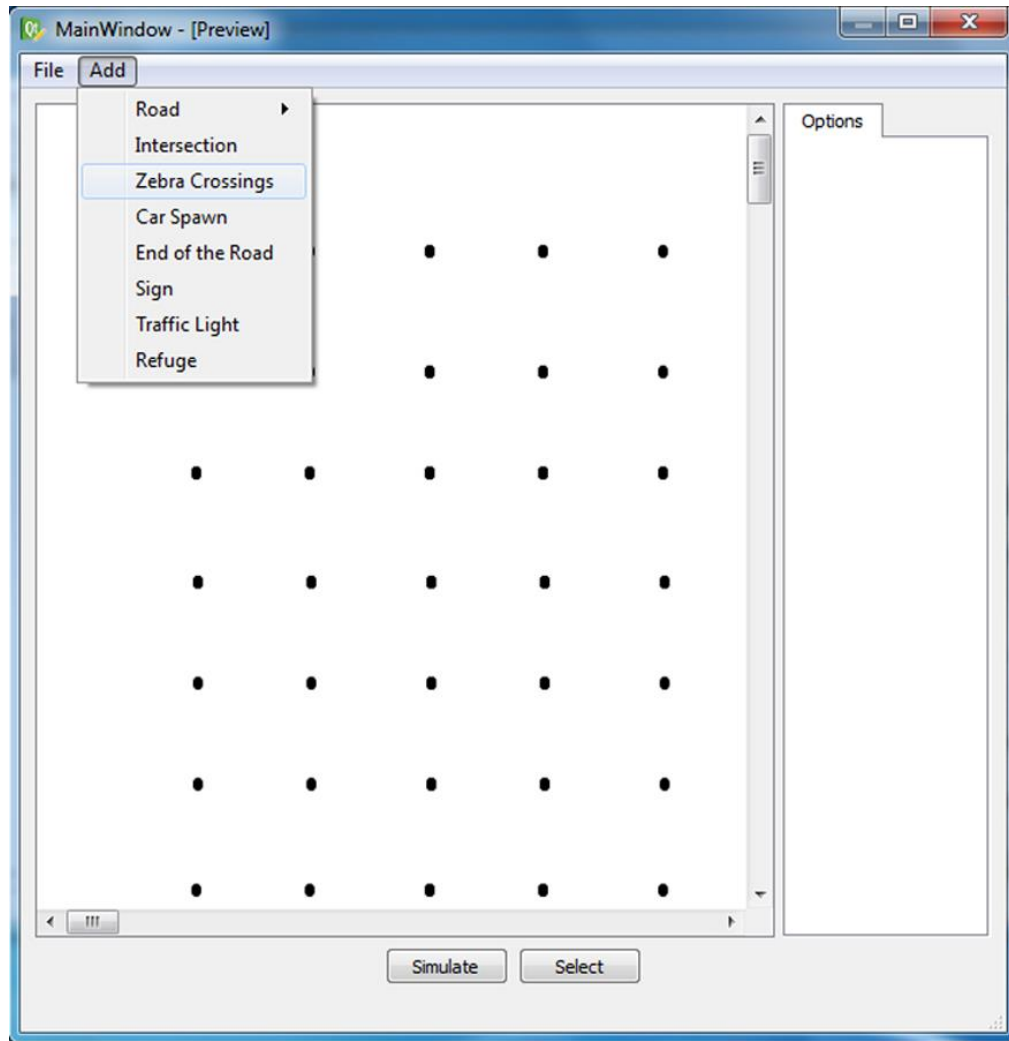 MainWindow - [Preview]
File Add
Road
Intersection
Zebra Crossings
Car Spawn
End of the Road
Sign
Traffic Light
Refuge
Options
Simulate Select